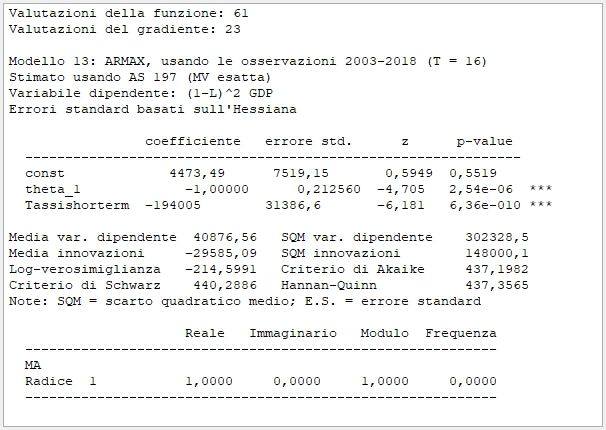 Valutazioni della funzione: 61
Valutazioni del gradiente: 23
Modello 13: ARMAX, usando le osservazioni 2003-2018 (T = 16)
Stimato usando AS 197 (MV esatta)
Variabile dipendente: (1-L)^2 GDP
Errori standard basati sull'Hessiana
coefficiente errore std. z p-value
---------------------------------------------------------------
const 4473,49 7519,15 0,5949 0,5519
theta_1 -1,00000 0,212560 -4,705 2,54e-06 ***
Tassishorterm -194005 31386,6 -6,181 6,36e-010 ***
Media var. dipendente 40876,56 SQM var. dipendente 302328,5
Media innovazioni -29585,09 SQM innovazioni 148000,1
Log-verosimiglianza -214,5991 Criterio di Akaike 437,1982
Criterio di Schwarz 440,2886 Hannan-Quinn 437,3565
Note: SQM = scarto quadratico medio; E.S. = errore standard
Reale Immaginario Modulo Frequenza
-----------------------------------------------------------
MA
Radice 1 1,0000 0,0000 1,0000 0,0000
-----------------------------------------------------------